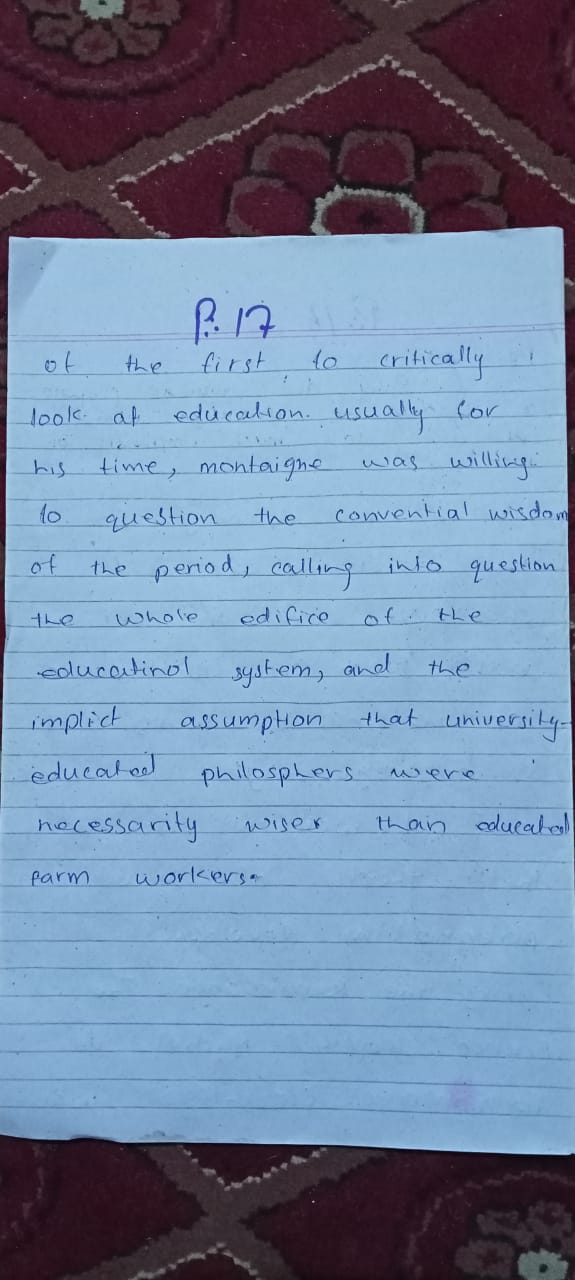 P. 17
of the first to critically
look at education. usually for
his time, montaigne was willing
to question the convential wisdom
of the period, calling into question
the whole edifice of the
educatinol system, and the
implict assumption that university-
educated philosphers were
necessarity wiser than educated
farm workers.